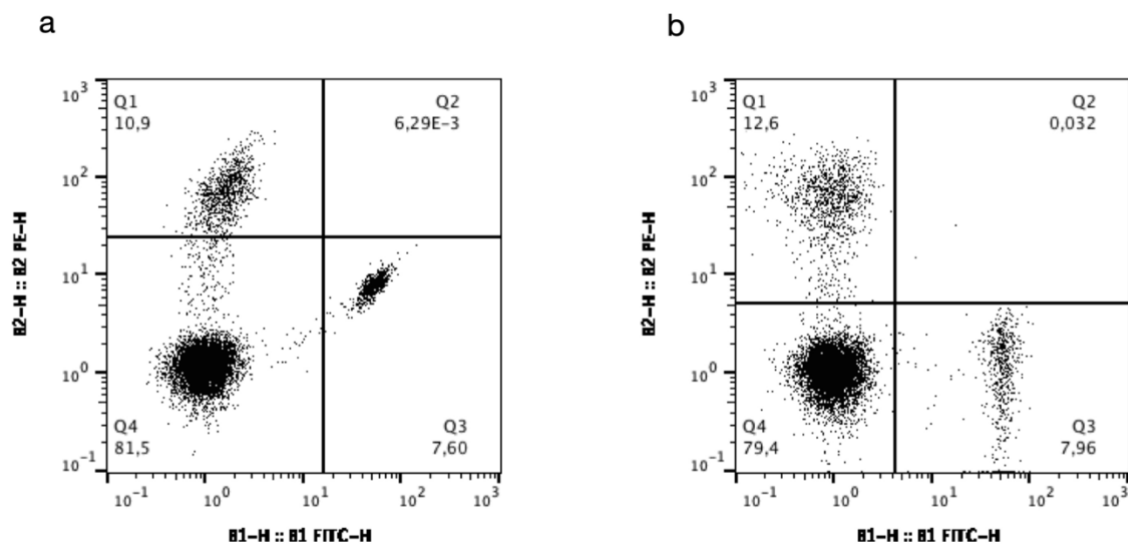 a
b
10³
Q1
10,9
Q2
6,29E-3
10²
10¹
10⁰
Q4
81,5
Q3
7,60
10⁻¹
10⁻¹ 10⁰ 10¹ 10² 10³
B2-H :: B2 PE-H
B1-H :: B1 FITC-H
10³
Q1
12,6
Q2
0,032
10²
10¹
10⁰
Q4
79,4
Q3
7,96
10⁻¹
10⁻¹ 10⁰ 10¹ 10² 10³
B2-H :: B2 PE-H
B1-H :: B1 FITC-H